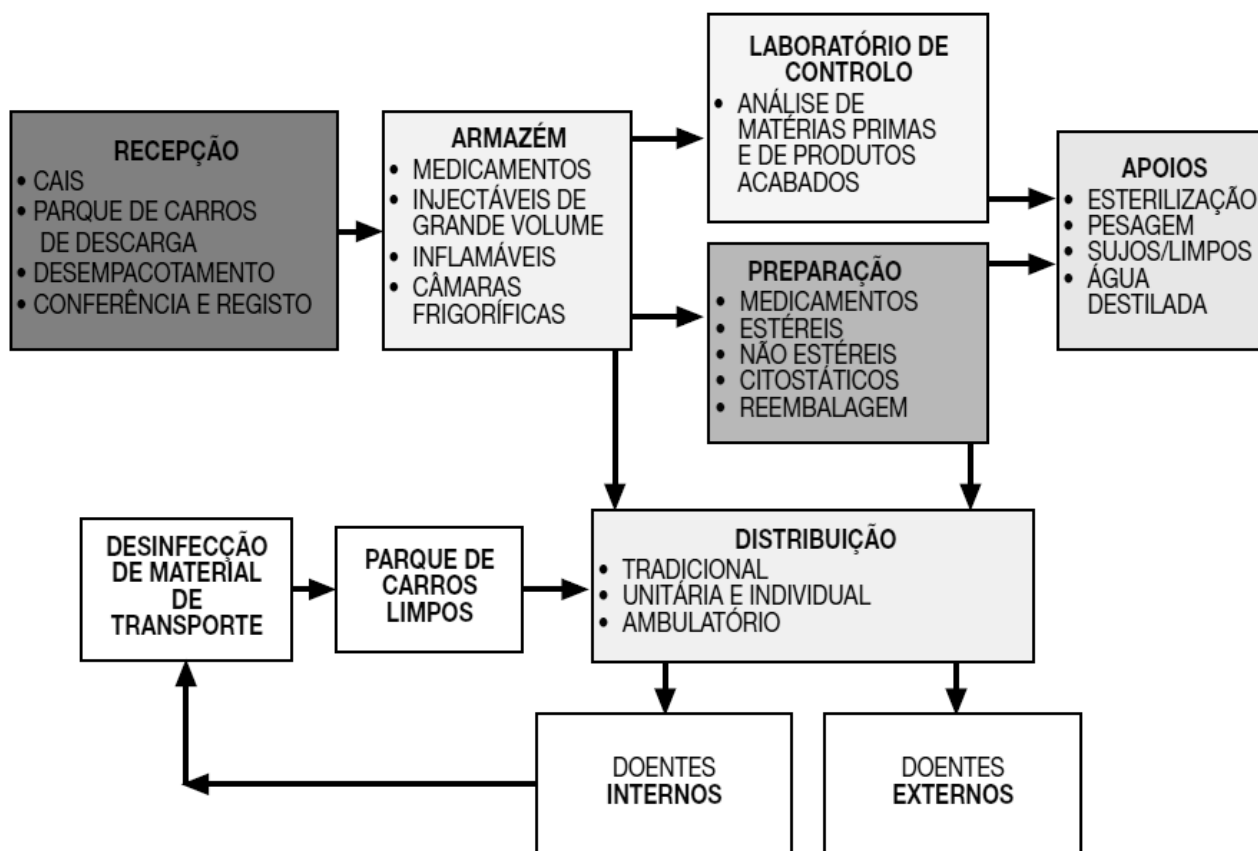 RECEPÇÃO
• CAIS
• PARQUE DE CARROS
DE DESCARGA
• DESEMPACOTAMENTO
• CONFERÊNCIA E REGISTO
ARMAZÉM
• MEDICAMENTOS
• INJECTÁVEIS DE
GRANDE VOLUME
• INFLAMÁVEIS
• CÂMARAS
FRIGORÍFICAS
LABORATÓRIO DE
CONTROLO
• ANÁLISE DE
MATÉRIAS PRIMAS
E DE PRODUTOS
ACABADOS
PREPARAÇÃO
• MEDICAMENTOS
• ESTÉREIS
• NÃO ESTÉREIS
• CITOSTÁTICOS
• REEMBALAGEM
APOIOS
• ESTERILIZAÇÃO
• PESAGEM
• SUJOS/LIMPOS
• ÁGUA
DESTILADA
DESINFECÇÃO
DE MATERIAL
DE
TRANSPORTE
PARQUE DE
CARROS
LIMPOS
DISTRIBUIÇÃO
• TRADICIONAL
• UNITÁRIA E INDIVIDUAL
• AMBULATÓRIO
DOENTES
INTERNOS
DOENTES
EXTERNOS